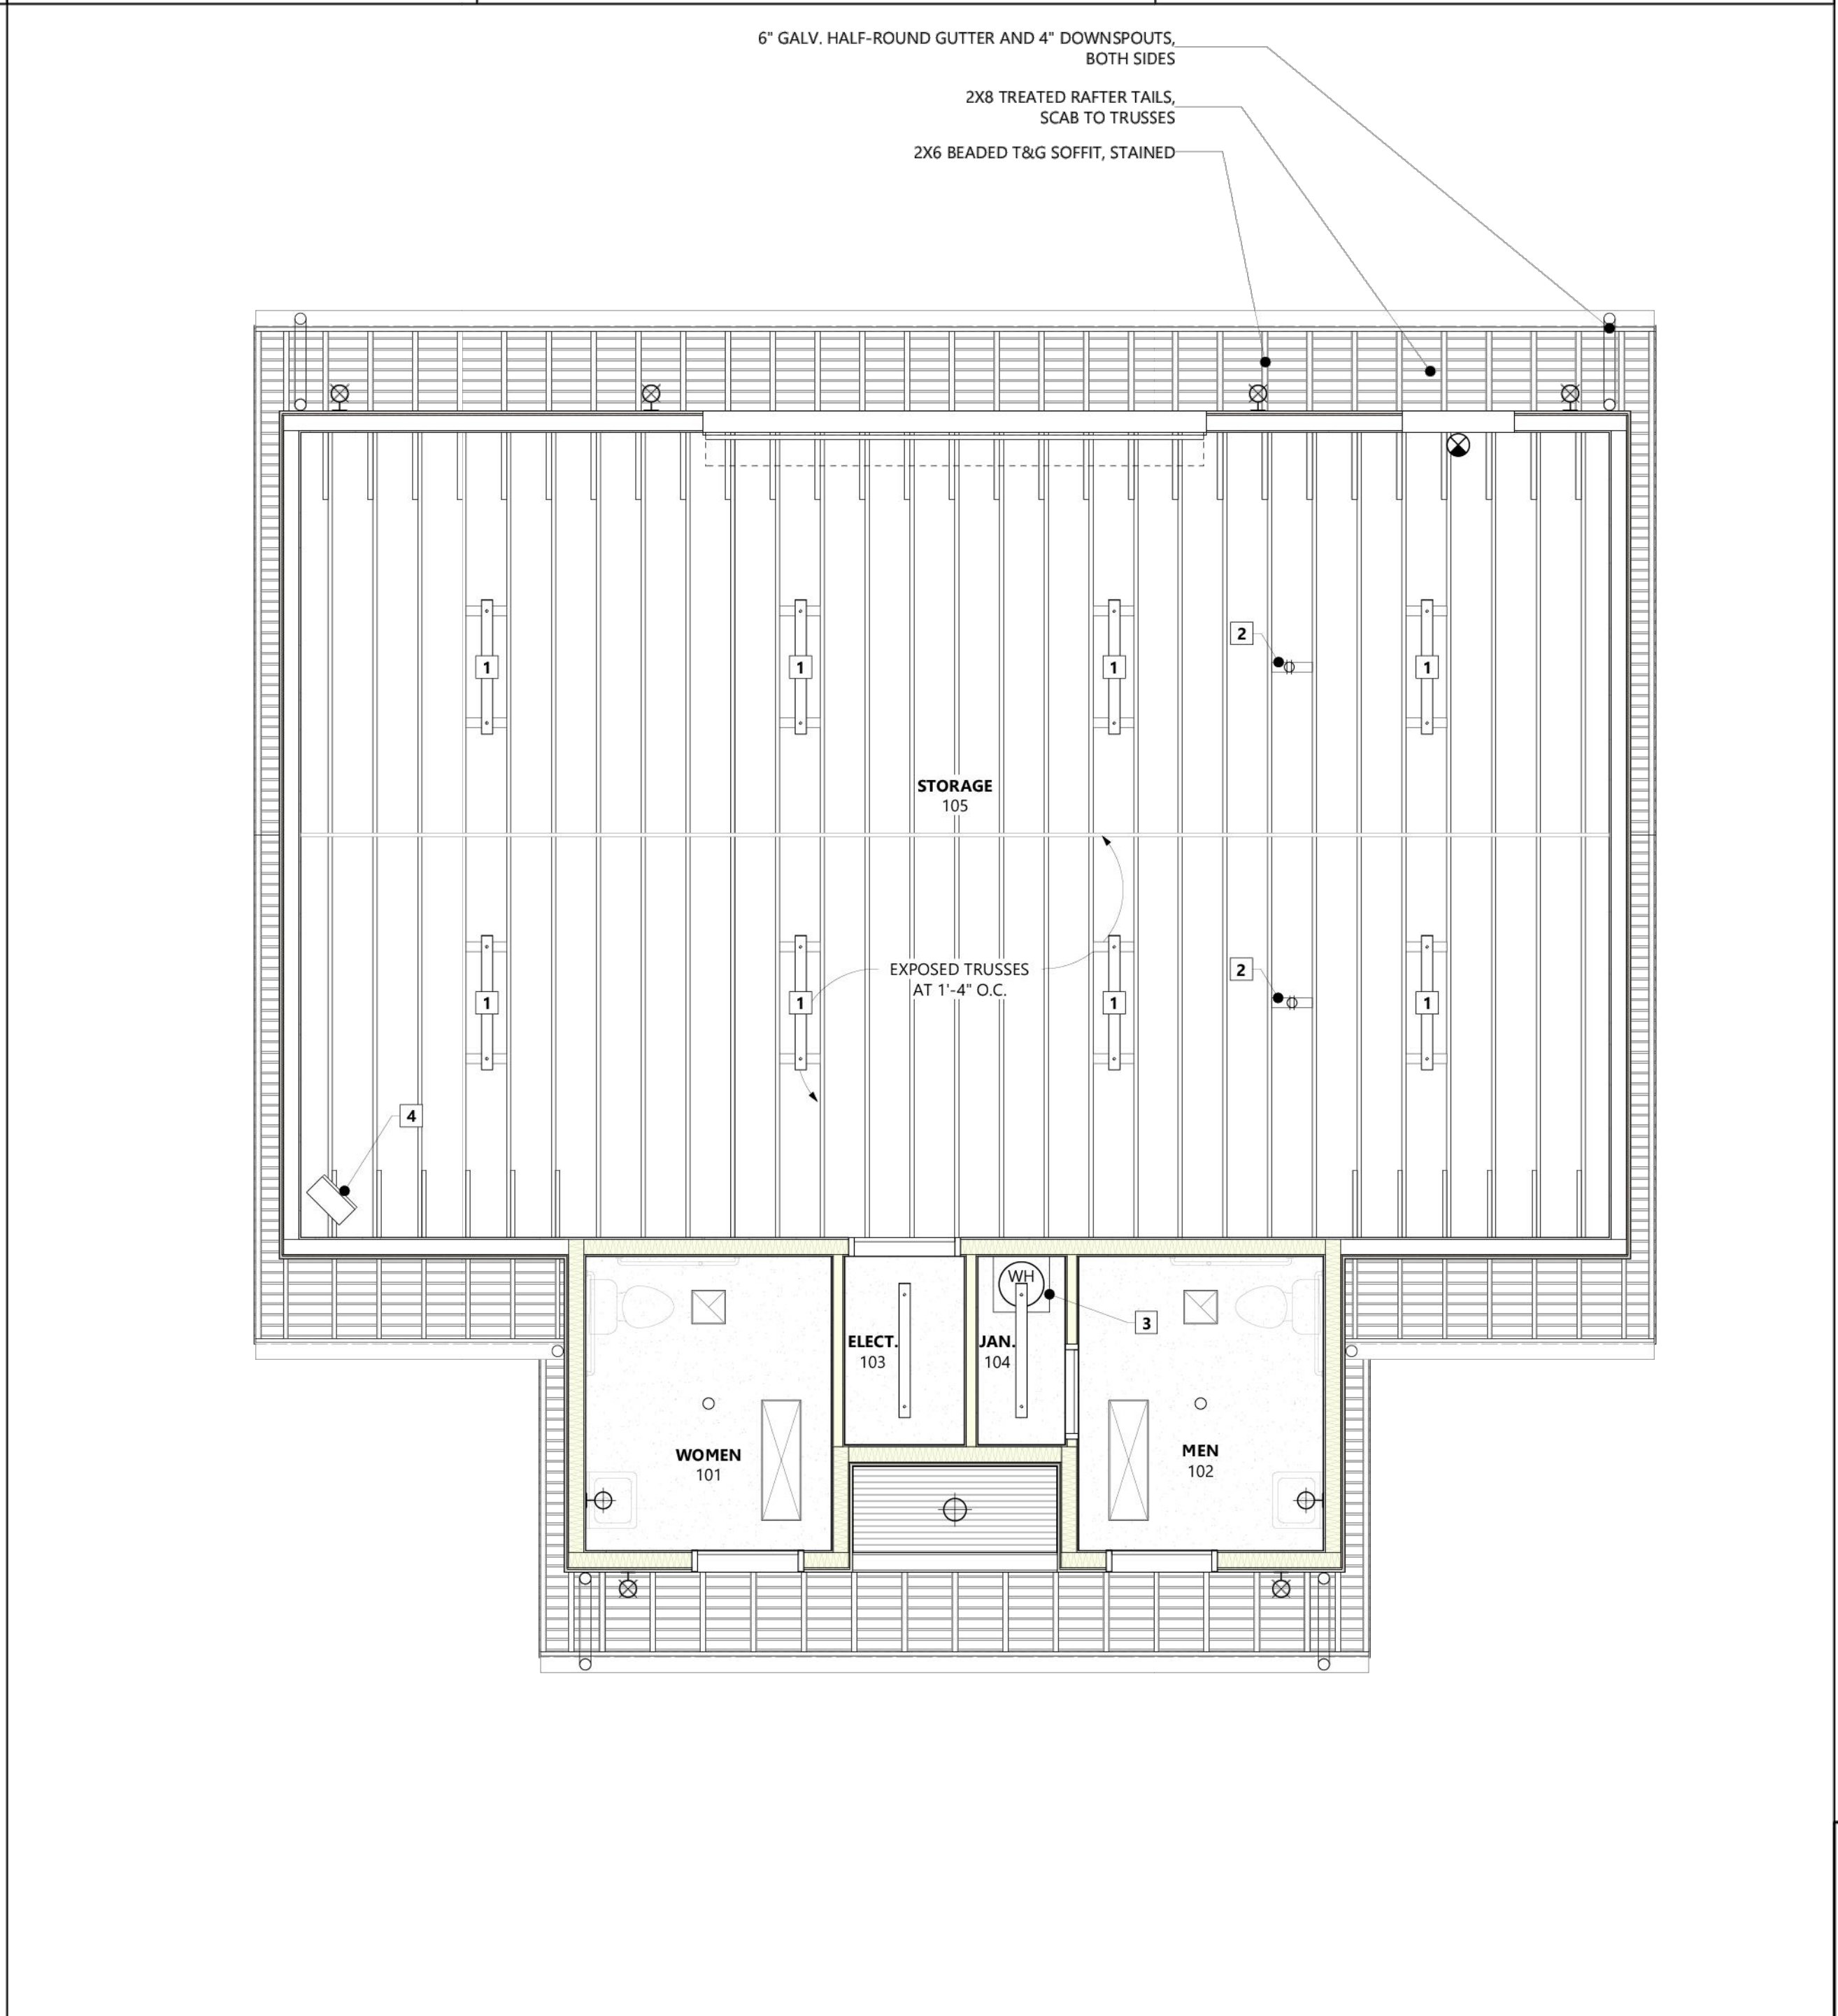 6" GALV. HALF-ROUND GUTTER AND 4" DOWNSPOUTS,
BOTH SIDES
2X8 TREATED RAFTER TAILS,
SCAB TO TRUSSES
2X6 BEADED T&G SOFFIT, STAINED
2
1
1
1
1
STORAGE
105
2
EXPOSED TRUSSES
AT 1'-4" O.C.
1
1
1
1
4
WH
3
ELECT.
103
JAN.
104
WOMEN
101
MEN
102